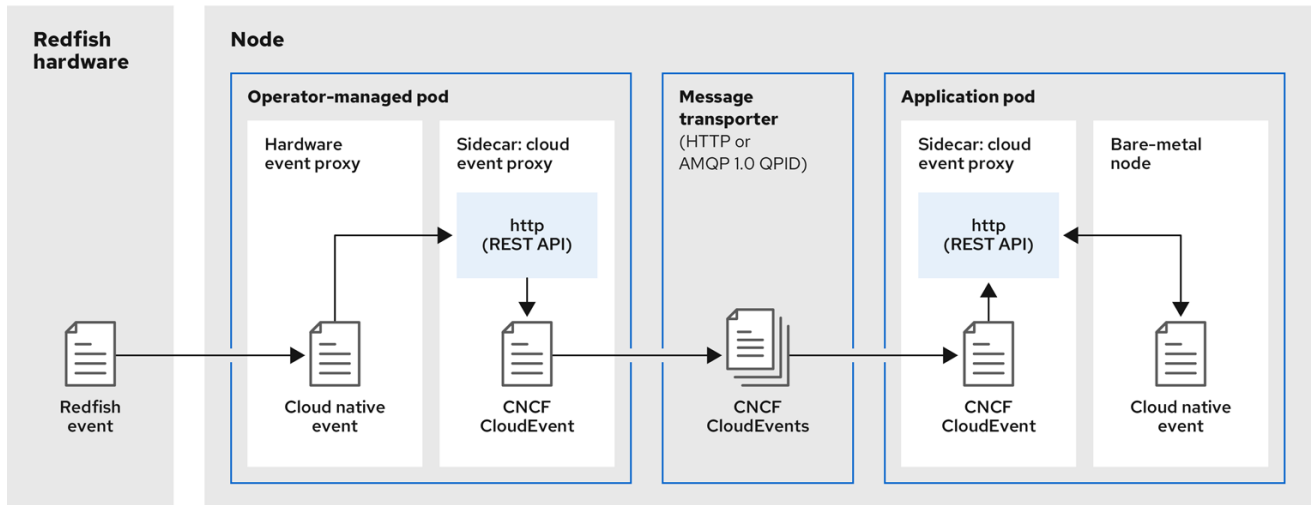 Redfish
hardware
Node
Operator-managed pod
Hardware
event proxy
Sidecar: cloud
event proxy
http
(REST API)
Message
transporter
(HTTP or
AMQP 1.0 QPID)
Application pod
Sidecar: cloud
event proxy
http
(REST API)
Bare-metal
node
Redfish
event
Cloud native
event
CNCF
CloudEvent
CNCF
CloudEvents
CNCF
CloudEvent
Cloud native
event